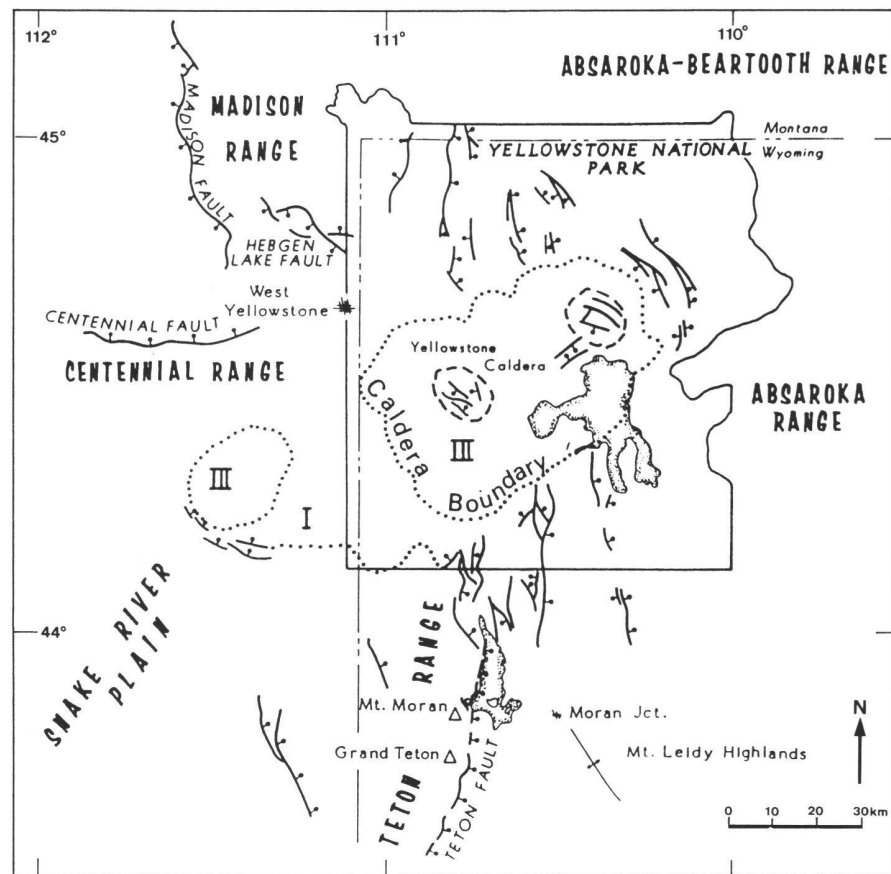 112°
111°
110°
ABSAROKA-BEARTOOTH RANGE
MADISON
RANGE
MADISON FAULT
45°
Montana
Wyoming
YELLOWSTONE NATIONAL
PARK
HEBGEN
LAKE FAULT
West
Yellowstone
CENTENNIAL FAULT
CENTENNIAL RANGE
Yellowstone
Caldera
ABSAROKA
RANGE
Caldera
Boundary
III
III
I
SNAKE RIVER
PLAIN
44°
TETON
RANGE
Mt. Moran
Moran Jct.
Grand Teton
Mt. Leidy Highlands
TETON FAULT
N
0 10 20 30km